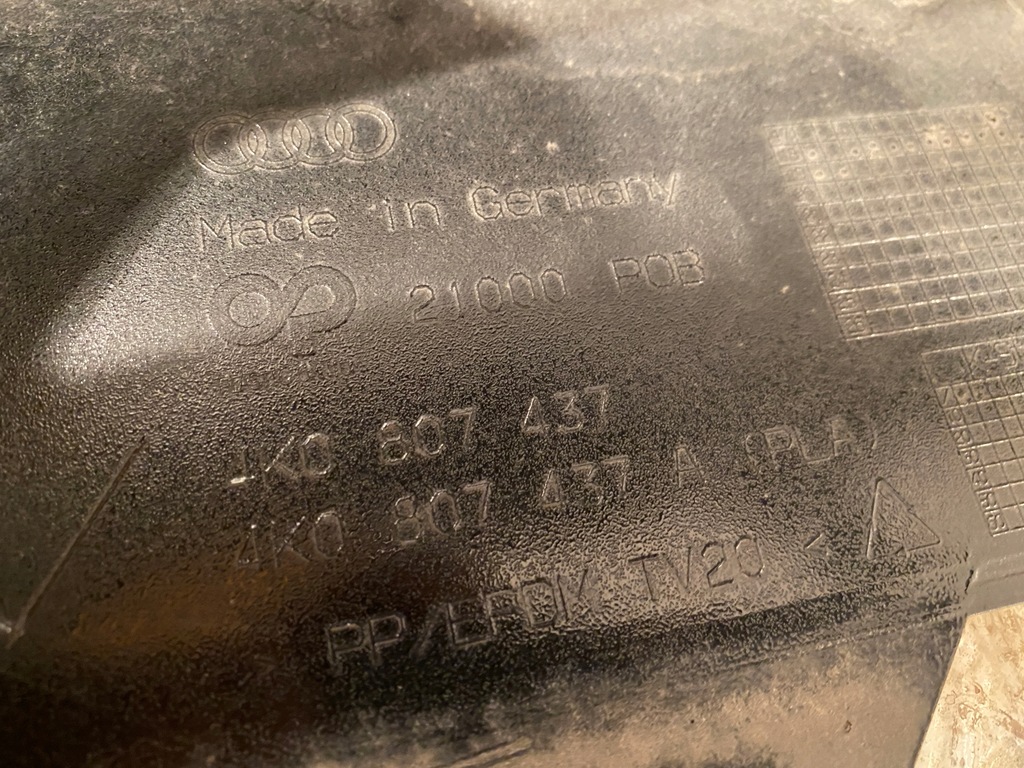 Made in Germany
21000 POB
4K0 807 437
4K0 807 437 A (PLA)
PP/EPDM TV20 <